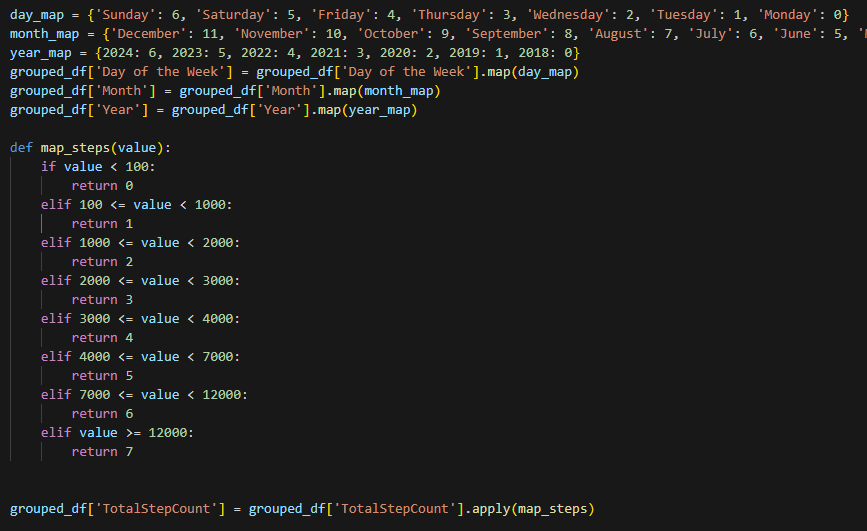 day_map = {'Sunday': 6, 'Saturday': 5, 'Friday': 4, 'Thursday': 3, 'Wednesday': 2, 'Tuesday': 1, 'Monday': 0}
month_map = {'December': 11, 'November': 10, 'October': 9, 'September': 8, 'August': 7, 'July': 6, 'June': 5,
year_map = {2024: 6, 2023: 5, 2022: 4, 2021: 3, 2020: 2, 2019: 1, 2018: 0}
grouped_df['Day of the Week'] = grouped_df['Day of the Week'].map(day_map)
grouped_df['Month'] = grouped_df['Month'].map(month_map)
grouped_df['Year'] = grouped_df['Year'].map(year_map)

def map_steps(value):
    if value < 100:
        return 0
    elif 100 <= value < 1000:
        return 1
    elif 1000 <= value < 2000:
        return 2
    elif 2000 <= value < 3000:
        return 3
    elif 3000 <= value < 4000:
        return 4
    elif 4000 <= value < 7000:
        return 5
    elif 7000 <= value < 12000:
        return 6
    elif value >= 12000:
        return 7

grouped_df['TotalStepCount'] = grouped_df['TotalStepCount'].apply(map_steps)